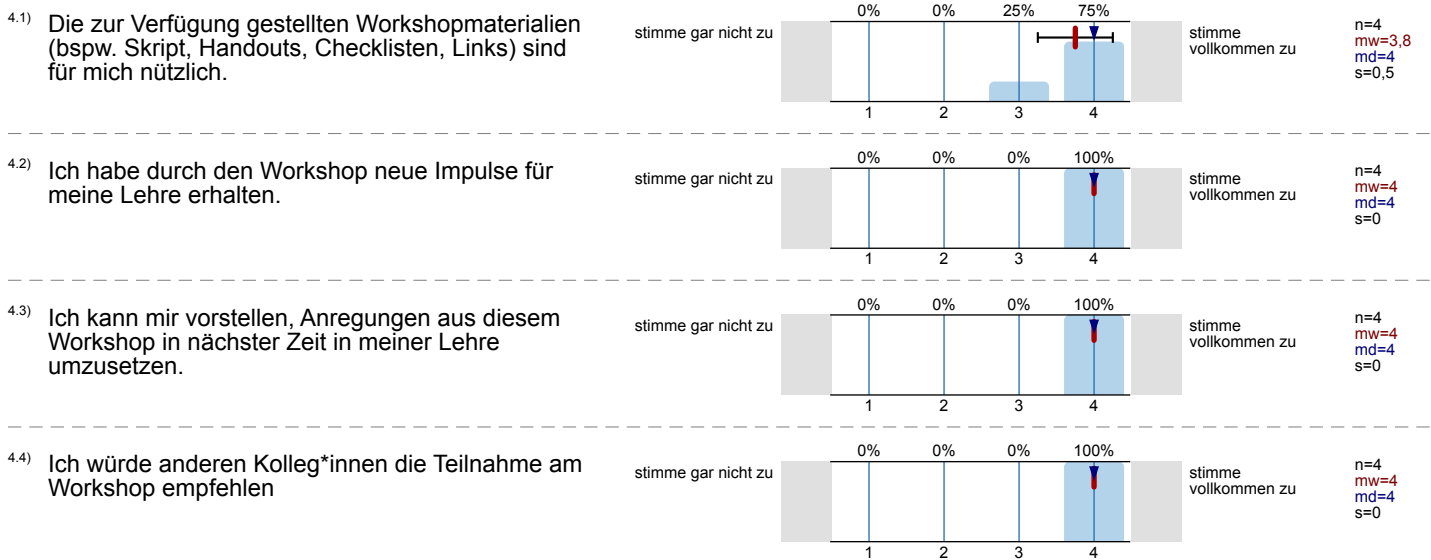 4.1) Die zur Verfügung gestellten Workshopmaterialien
(bspw. Skript, Handouts, Checklisten, Links) sind
für mich nützlich.
stimme gar nicht zu
0% 0% 25% 75%
1 2 3 4
stimme
vollkommen zu
n=4
mw=3,8
md=4
s=0,5
4.2) Ich habe durch den Workshop neue Impulse für
meine Lehre erhalten.
stimme gar nicht zu
0% 0% 0% 100%
1 2 3 4
stimme
vollkommen zu
n=4
mw=4
md=4
s=0
4.3) Ich kann mir vorstellen, Anregungen aus diesem
Workshop in nächster Zeit in meiner Lehre
umzusetzen.
stimme gar nicht zu
0% 0% 0% 100%
1 2 3 4
stimme
vollkommen zu
n=4
mw=4
md=4
s=0
4.4) Ich würde anderen Kolleg*innen die Teilnahme am
Workshop empfehlen
stimme gar nicht zu
0% 0% 0% 100%
1 2 3 4
stimme
vollkommen zu
n=4
mw=4
md=4
s=0